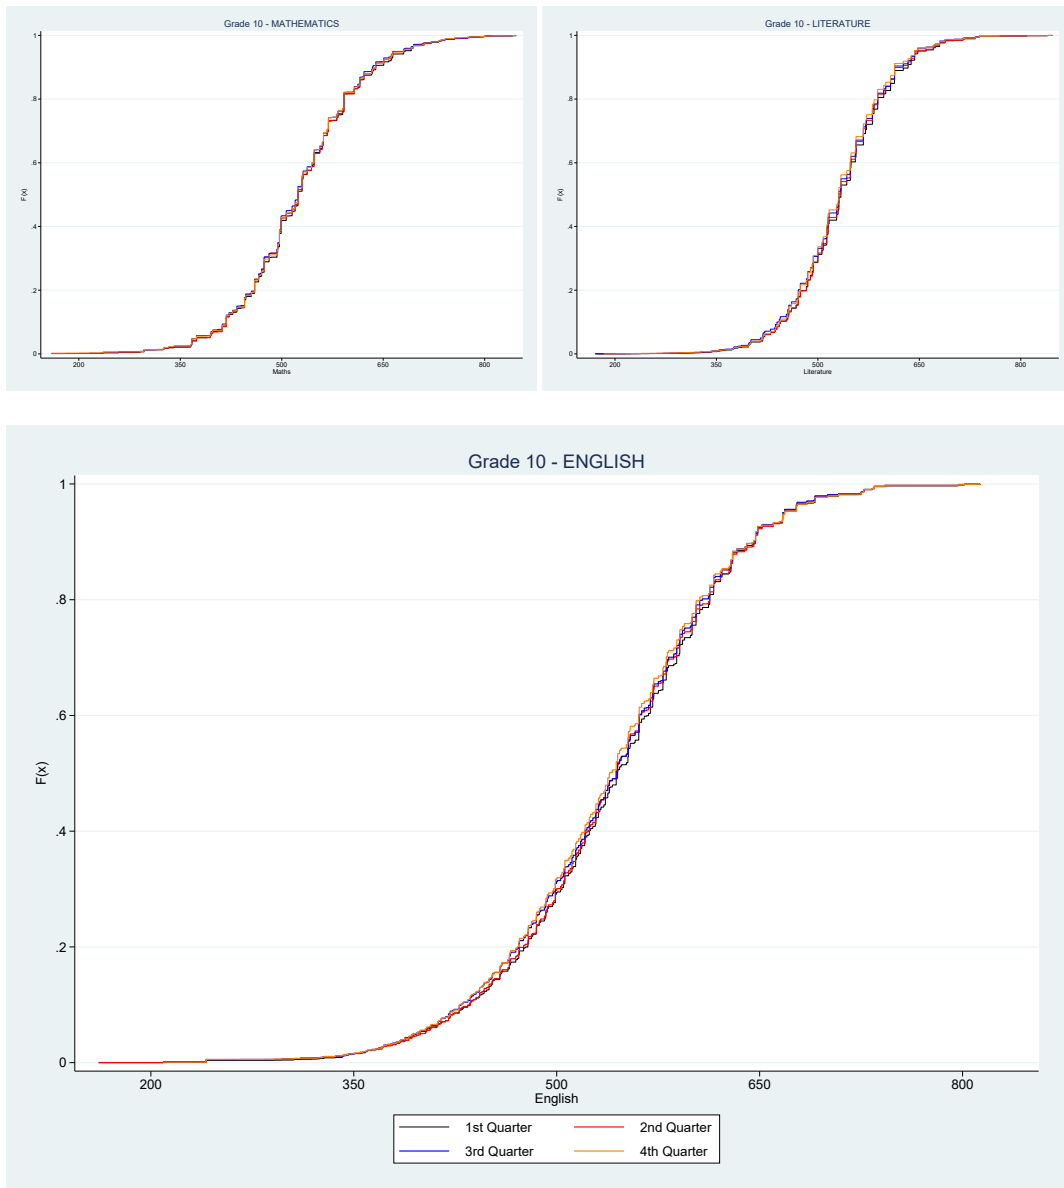 Grade 10 - MATHEMATICS
1
.8
.6
F(x)
.4
.2
0
200 350 500 650 800
Maths
Grade 10 - LITERATURE
1
.8
.6
F(x)
.4
.2
0
200 350 500 650 800
Literature
Grade 10 - ENGLISH
1
.8
.6
F(x)
.4
.2
0
200 350 500 650 800
English
1st Quarter 2nd Quarter
3rd Quarter 4th Quarter